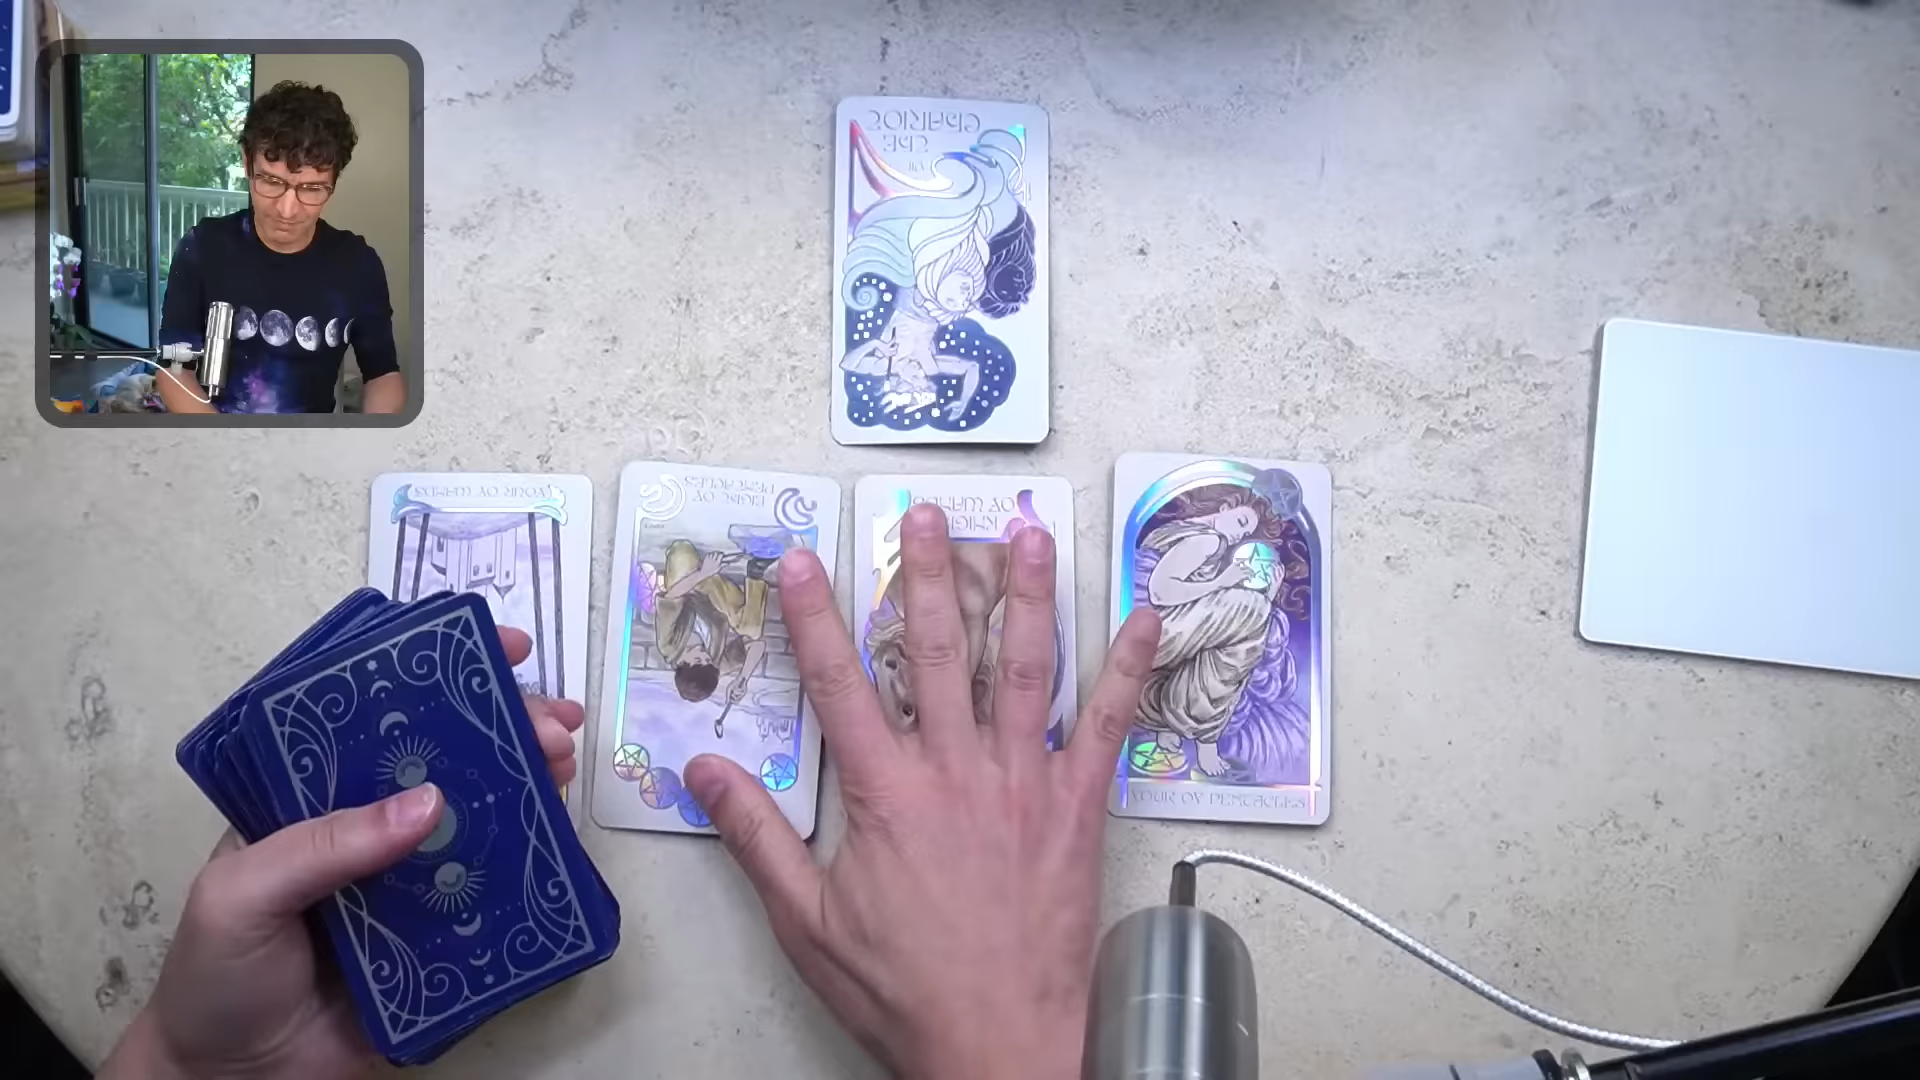 THE
CHARIOT
VII
FOUR OF WANDS
EIGHT OF
PENTACLES
KNIGHT
OF WANDS
FOUR OF PENTACLES